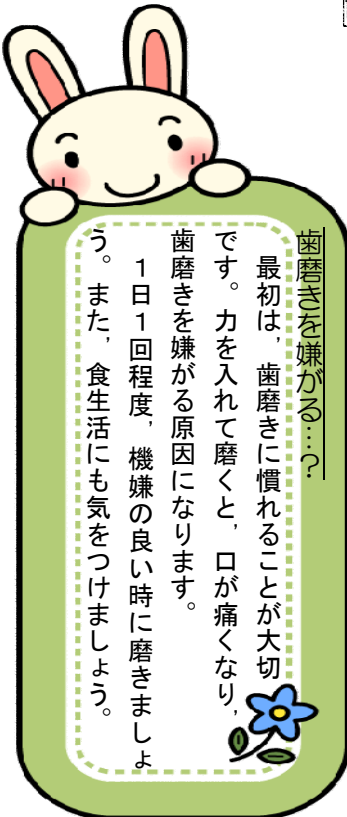 歯磨きを嫌がる…？
最初は，歯磨きに慣れることが大切
です。力を入れて磨くと，口が痛くなり，
歯磨きを嫌がる原因になります。
１日１回程度，機嫌の良い時に磨きましょ
う。また，食生活にも気をつけましょう。